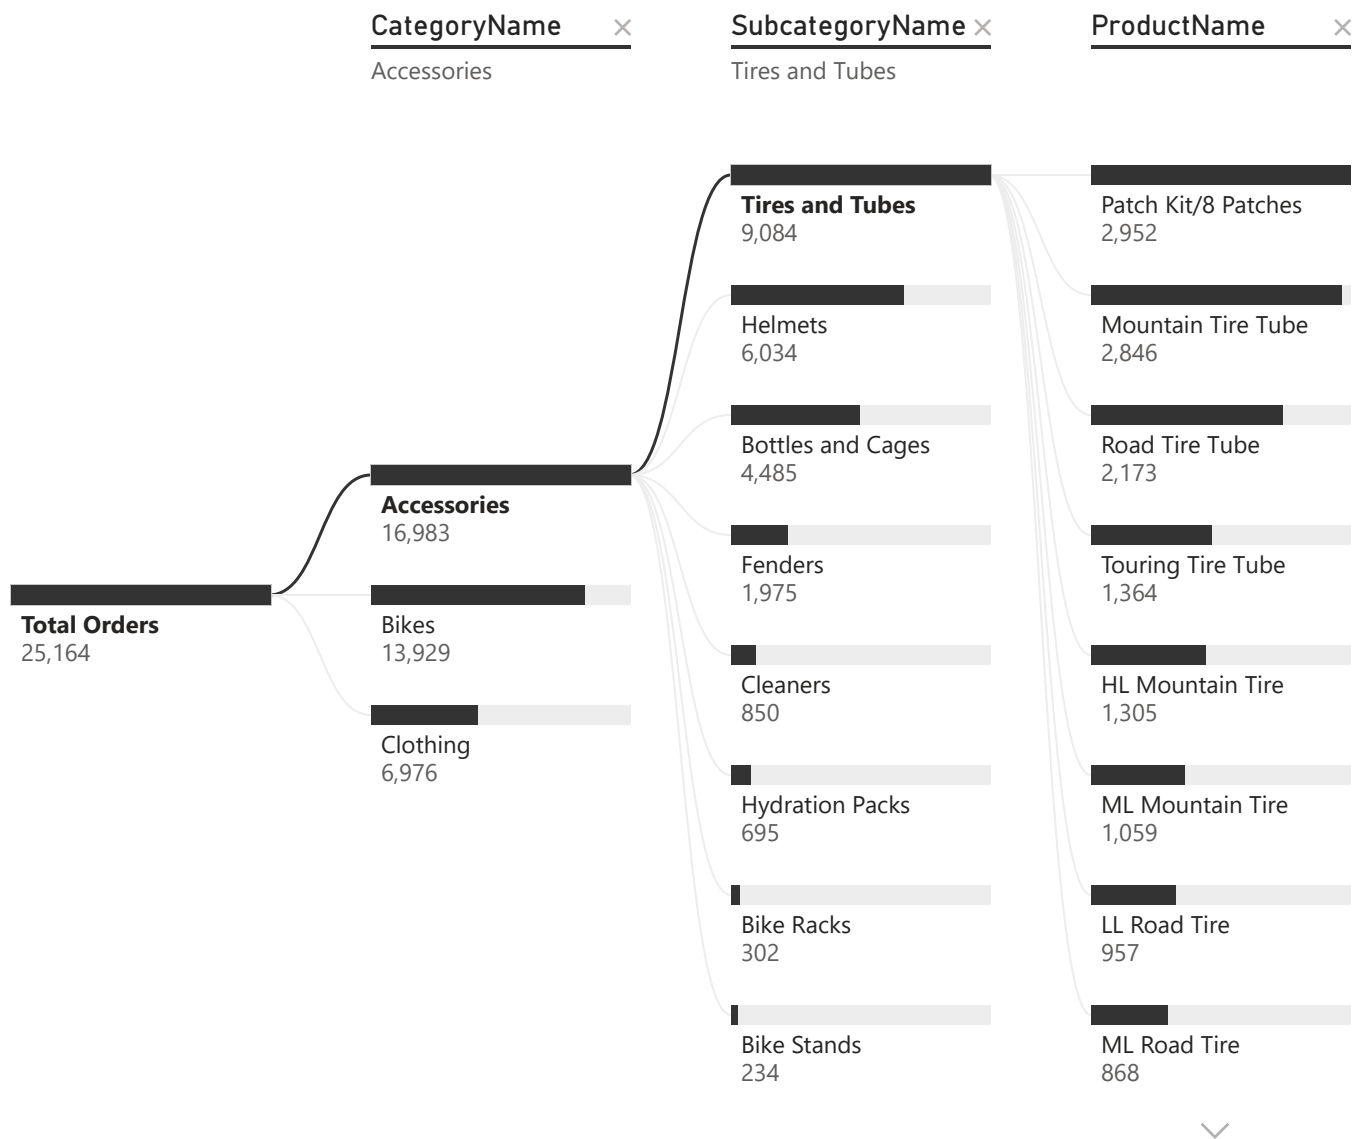 CategoryName
Accessories
SubcategoryName
Tires and Tubes
ProductName
Total Orders
25,164
Accessories
16,983
Bikes
13,929
Clothing
6,976
Tires and Tubes
9,084
Helmets
6,034
Bottles and Cages
4,485
Fenders
1,975
Cleaners
850
Hydration Packs
695
Bike Racks
302
Bike Stands
234
Patch Kit/8 Patches
2,952
Mountain Tire Tube
2,846
Road Tire Tube
2,173
Touring Tire Tube
1,364
HL Mountain Tire
1,305
ML Mountain Tire
1,059
LL Road Tire
957
ML Road Tire
868